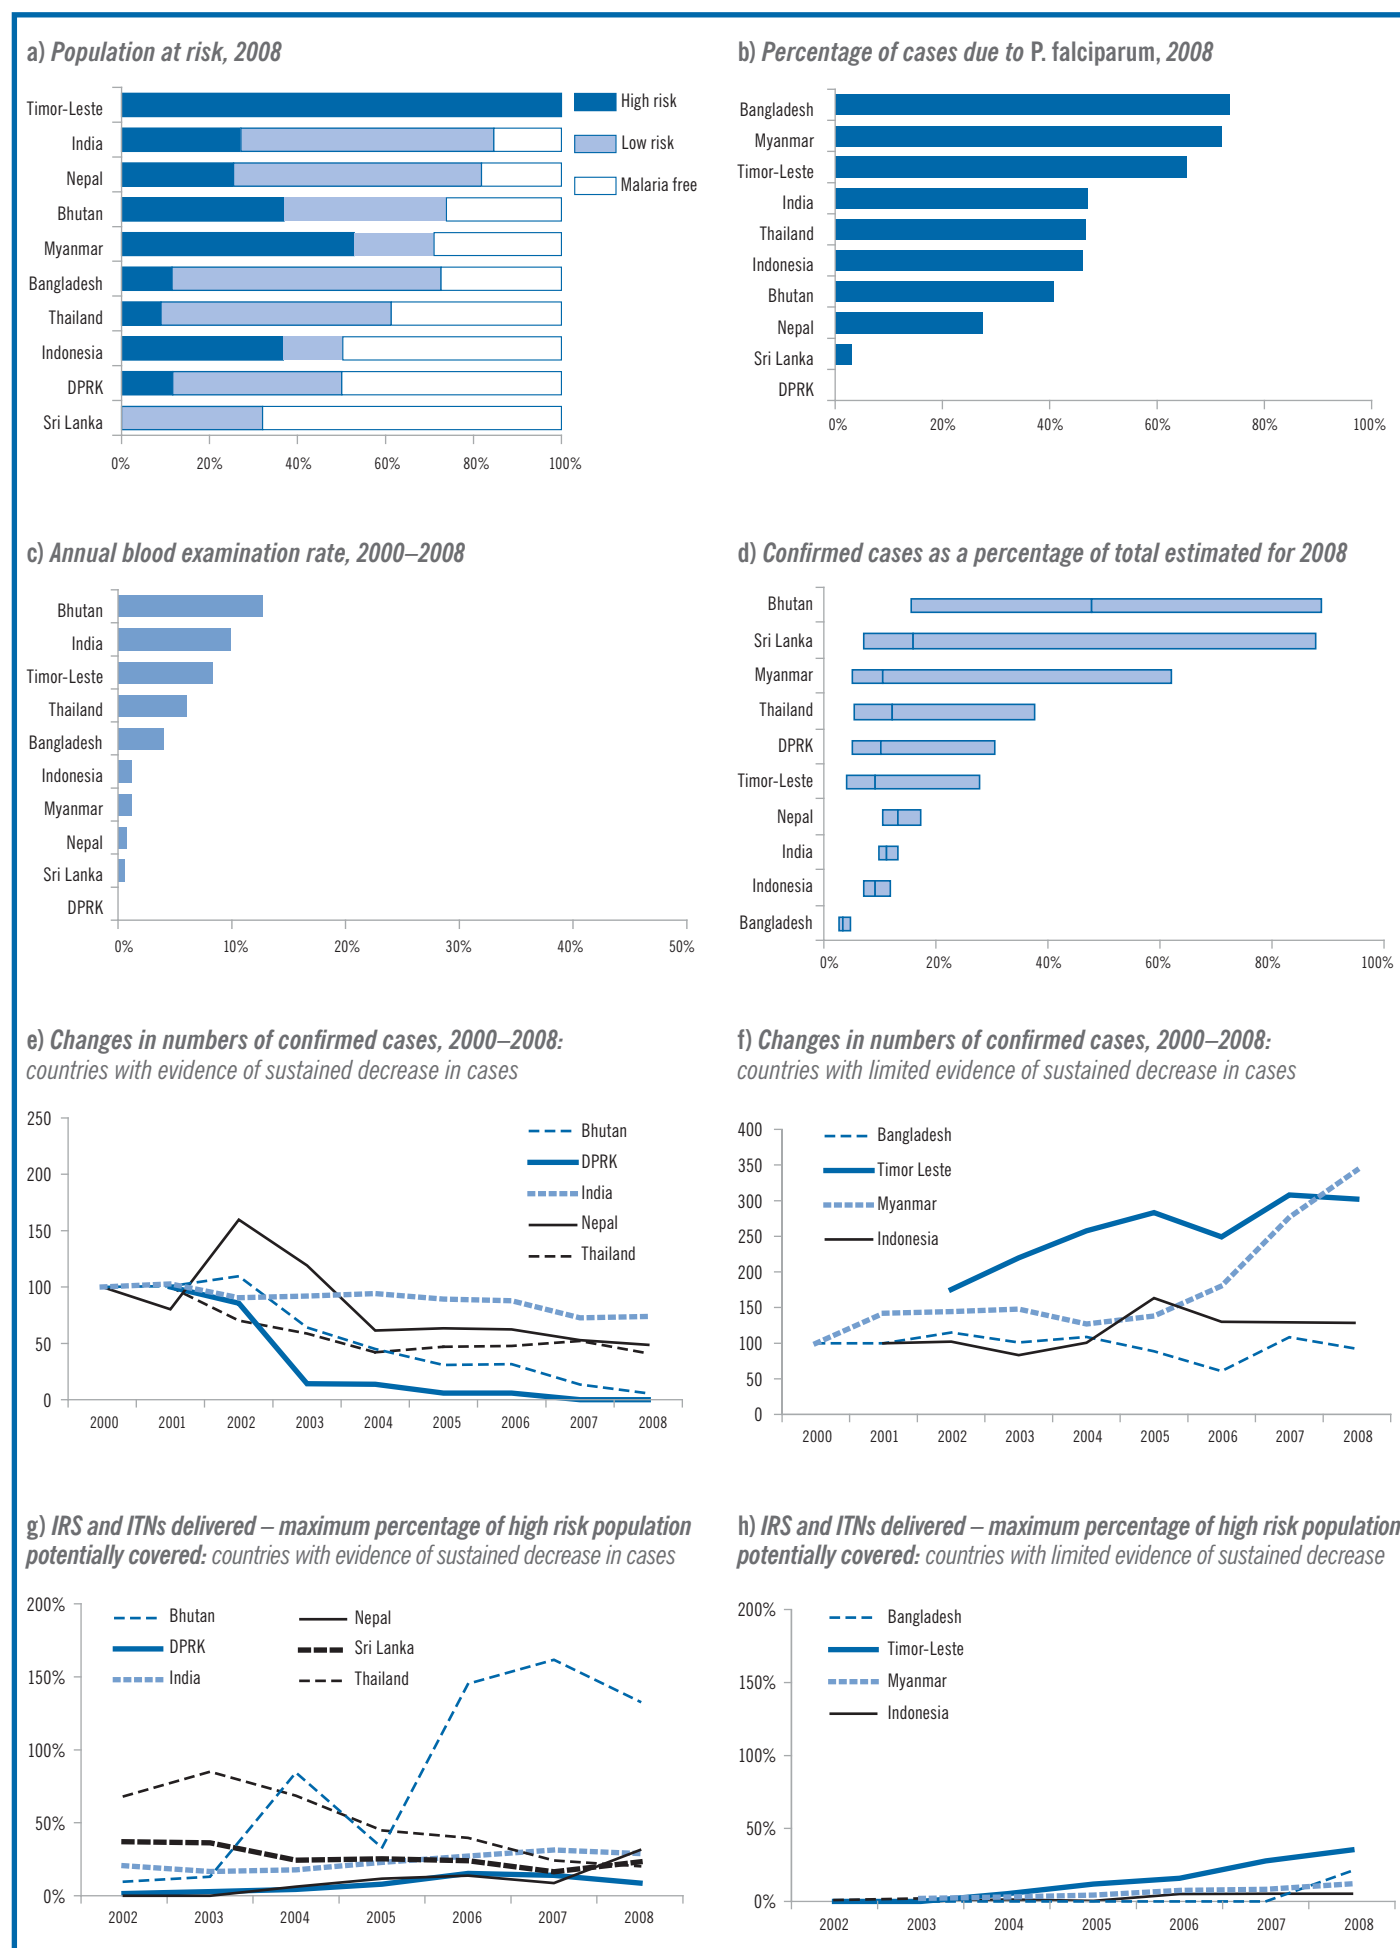 a) Population at risk, 2008
Timor-Leste
India
Nepal
Bhutan
Myanmar
Bangladesh
Thailand
Indonesia
DPRK
Sri Lanka
0% 20% 40% 60% 80% 100%
High risk
Low risk
Malaria free
b) Percentage of cases due to P. falciparum, 2008
Bangladesh
Myanmar
Timor-Leste
India
Thailand
Indonesia
Bhutan
Nepal
Sri Lanka
DPRK
0% 20% 40% 60% 80% 100%
c) Annual blood examination rate, 2000–2008
Bhutan
India
Timor-Leste
Thailand
Bangladesh
Indonesia
Myanmar
Nepal
Sri Lanka
DPRK
0% 10% 20% 30% 40% 50%
d) Confirmed cases as a percentage of total estimated for 2008
Bhutan
Sri Lanka
Myanmar
Thailand
DPRK
Timor-Leste
Nepal
India
Indonesia
Bangladesh
0% 20% 40% 60% 80% 100%
e) Changes in numbers of confirmed cases, 2000–2008:
countries with evidence of sustained decrease in cases
250
200
150
100
50
0
2000 2001 2002 2003 2004 2005 2006 2007 2008
Bhutan
DPRK
India
Nepal
Thailand
f) Changes in numbers of confirmed cases, 2000–2008:
countries with limited evidence of sustained decrease in cases
400
350
300
250
200
150
100
50
0
2000 2001 2002 2003 2004 2005 2006 2007 2008
Bangladesh
Timor Leste
Myanmar
Indonesia
g) IRS and ITNs delivered – maximum percentage of high risk population
potentially covered: countries with evidence of sustained decrease in cases
200%
150%
100%
50%
0%
2002 2003 2004 2005 2006 2007 2008
Bhutan
DPRK
India
Nepal
Sri Lanka
Thailand
h) IRS and ITNs delivered – maximum percentage of high risk population
potentially covered: countries with limited evidence of sustained decrease
200%
150%
100%
50%
0%
2002 2003 2004 2005 2006 2007 2008
Bangladesh
Timor-Leste
Myanmar
Indonesia